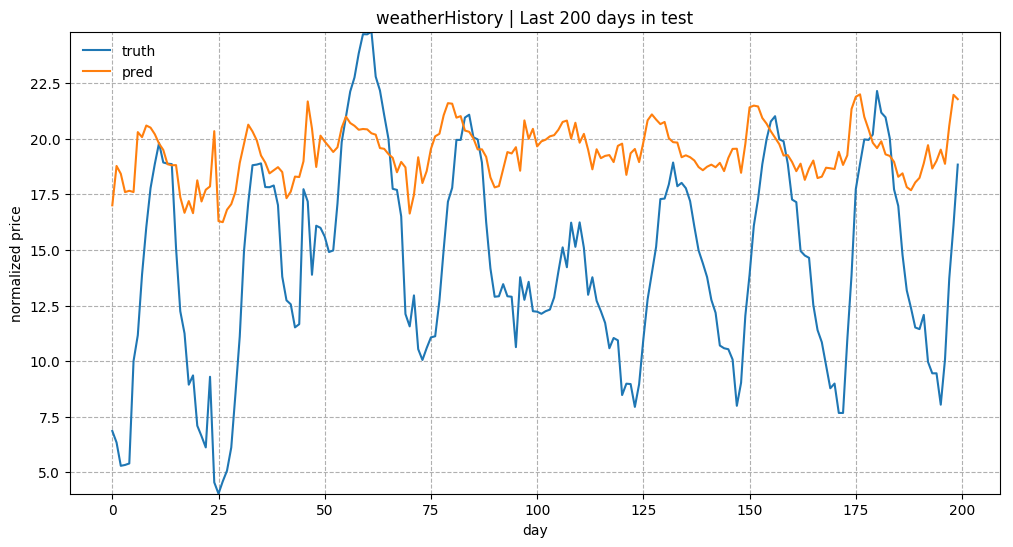 weatherHistory | Last 200 days in test
truth
pred
normalized price
22.5
20.0
17.5
15.0
12.5
10.0
7.5
5.0
0 25 50 75 100 125 150 175 200
day